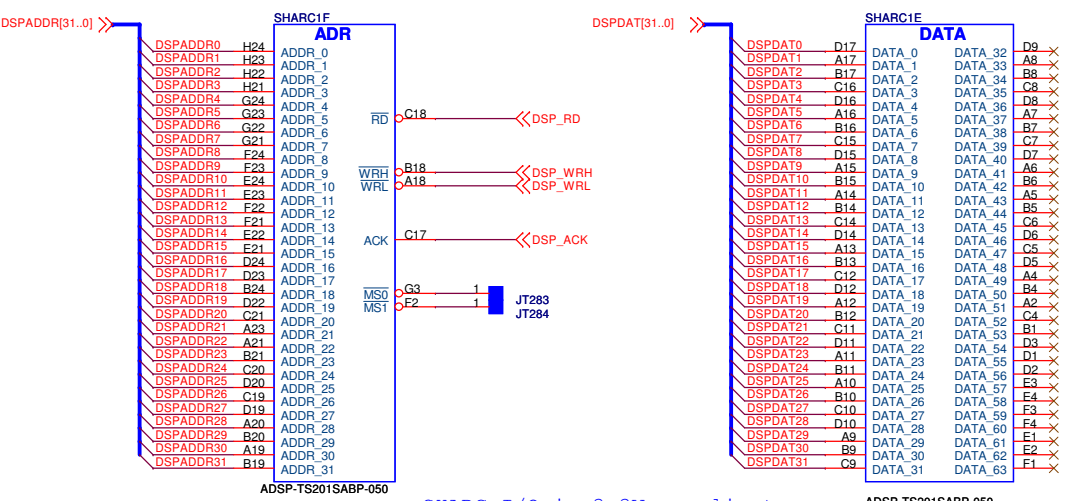 DSPADDR[31..0]
SHARC1F
ADR
DSPADDR0 H24 ADDR_0
DSPADDR1 H23 ADDR_1
DSPADDR2 H22 ADDR_2
DSPADDR3 H21 ADDR_3
DSPADDR4 G24 ADDR_4
DSPADDR5 G23 ADDR_5 RD C18 DSP_RD
DSPADDR6 G22 ADDR_6
DSPADDR7 G21 ADDR_7
DSPADDR8 F24 ADDR_8
DSPADDR9 F23 ADDR_9 WRH B18 DSP_WRH
DSPADDR10 E24 ADDR_10 WRL A18 DSP_WRL
DSPADDR11 E23 ADDR_11
DSPADDR12 F22 ADDR_12
DSPADDR13 F21 ADDR_13
DSPADDR14 E22 ADDR_14 ACK C17 DSP_ACK
DSPADDR15 E21 ADDR_15
DSPADDR16 D24 ADDR_16
DSPADDR17 D23 ADDR_17
DSPADDR18 B24 ADDR_18 MS0 G3 1 JT283
DSPADDR19 D22 ADDR_19 MS1 F2 1 JT284
DSPADDR20 C21 ADDR_20
DSPADDR21 A23 ADDR_21
DSPADDR22 A21 ADDR_22
DSPADDR23 B21 ADDR_23
DSPADDR24 C20 ADDR_24
DSPADDR25 D20 ADDR_25
DSPADDR26 C19 ADDR_26
DSPADDR27 D19 ADDR_27
DSPADDR28 A20 ADDR_28
DSPADDR29 B20 ADDR_29
DSPADDR30 A19 ADDR_30
DSPADDR31 B19 ADDR_31
ADSP-TS201SABP-050
DSPDAT[31..0]
SHARC1E
DATA
DSPDAT0 D17 DATA_0 DATA_32 D9
DSPDAT1 A17 DATA_1 DATA_33 A8
DSPDAT2 B17 DATA_2 DATA_34 B8
DSPDAT3 C16 DATA_3 DATA_35 C8
DSPDAT4 D16 DATA_4 DATA_36 D8
DSPDAT5 A16 DATA_5 DATA_37 A7
DSPDAT6 B16 DATA_6 DATA_38 B7
DSPDAT7 C15 DATA_7 DATA_39 C7
DSPDAT8 D15 DATA_8 DATA_40 D7
DSPDAT9 A15 DATA_9 DATA_41 A6
DSPDAT10 B15 DATA_10 DATA_42 B6
DSPDAT11 A14 DATA_11 DATA_43 A5
DSPDAT12 B14 DATA_12 DATA_44 B5
DSPDAT13 C14 DATA_13 DATA_45 C6
DSPDAT14 D14 DATA_14 DATA_46 D6
DSPDAT15 A13 DATA_15 DATA_47 C5
DSPDAT16 B13 DATA_16 DATA_48 D5
DSPDAT17 C12 DATA_17 DATA_49 A4
DSPDAT18 D12 DATA_18 DATA_50 B4
DSPDAT19 A12 DATA_19 DATA_51 A2
DSPDAT20 B12 DATA_20 DATA_52 C4
DSPDAT21 C11 DATA_21 DATA_53 B1
DSPDAT22 D11 DATA_22 DATA_54 D3
DSPDAT23 A11 DATA_23 DATA_55 D1
DSPDAT24 B11 DATA_24 DATA_56 D2
DSPDAT25 A10 DATA_25 DATA_57 E3
DSPDAT26 B10 DATA_26 DATA_58 E4
DSPDAT27 C10 DATA_27 DATA_59 F3
DSPDAT28 D10 DATA_28 DATA_60 F4
DSPDAT29 A9 DATA_29 DATA_61 E1
DSPDAT30 B9 DATA_30 DATA_62 E2
DSPDAT31 C9 DATA_31 DATA_63 F1
ADSP-TS201SABP-050